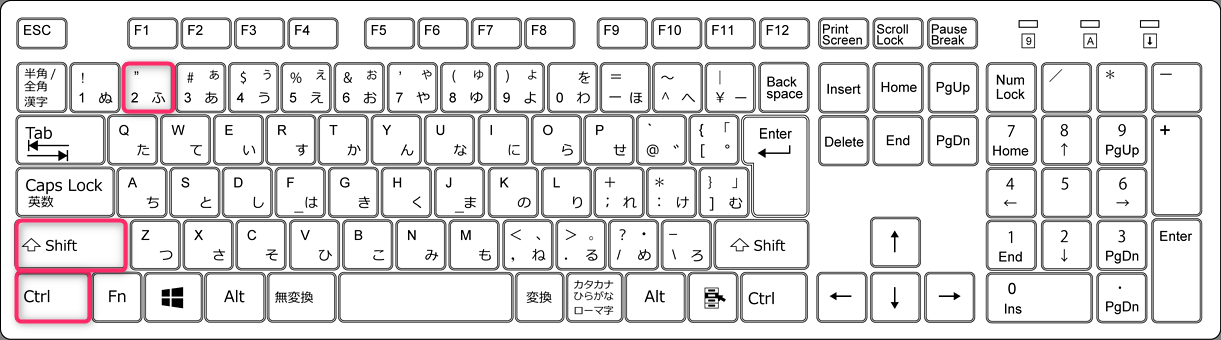 ESC F1 F2 F3 F4 F5 F6 F7 F8 F9 F10 F11 F12 Print Screen Scroll Lock Pause Break 9 A ⬇
半角/全角 漢字 ! 1 ぬ " 2 ふ # ぁ 3 あ $ ぅ 4 う % ぇ 5 え & ぉ 6 お ' ゃ 7 や ( ゅ 8 ゆ ) ょ 9 よ を 0 わ = ー ほ ～ ^ へ | ¥ ー Back space Insert Home PgUp Num Lock ／ * ー
Tab Q た W て E い R す T か Y ん U な I に O ら P せ ` @ ゛ { 「 [ ゜ Enter Delete End PgDn 7 Home 8 ↑ 9 PgUp +
Caps Lock 英数 A ち S と D し F _は G き H く J _ま K の L り + ; れ * : け } 」 ] む 4 ← 5 6 →
Shift Z つ X さ C そ V ひ B こ N み M も < 、 , ね > 。 . る ? ・ / め _ \ ろ Shift ↑ 1 End 2 ↓ 3 PgDn Enter
Ctrl Fn Alt 無変換 変換 カタカナ ひらがな ローマ字 Alt Ctrl ← ↓ → 0 Ins . PgDn